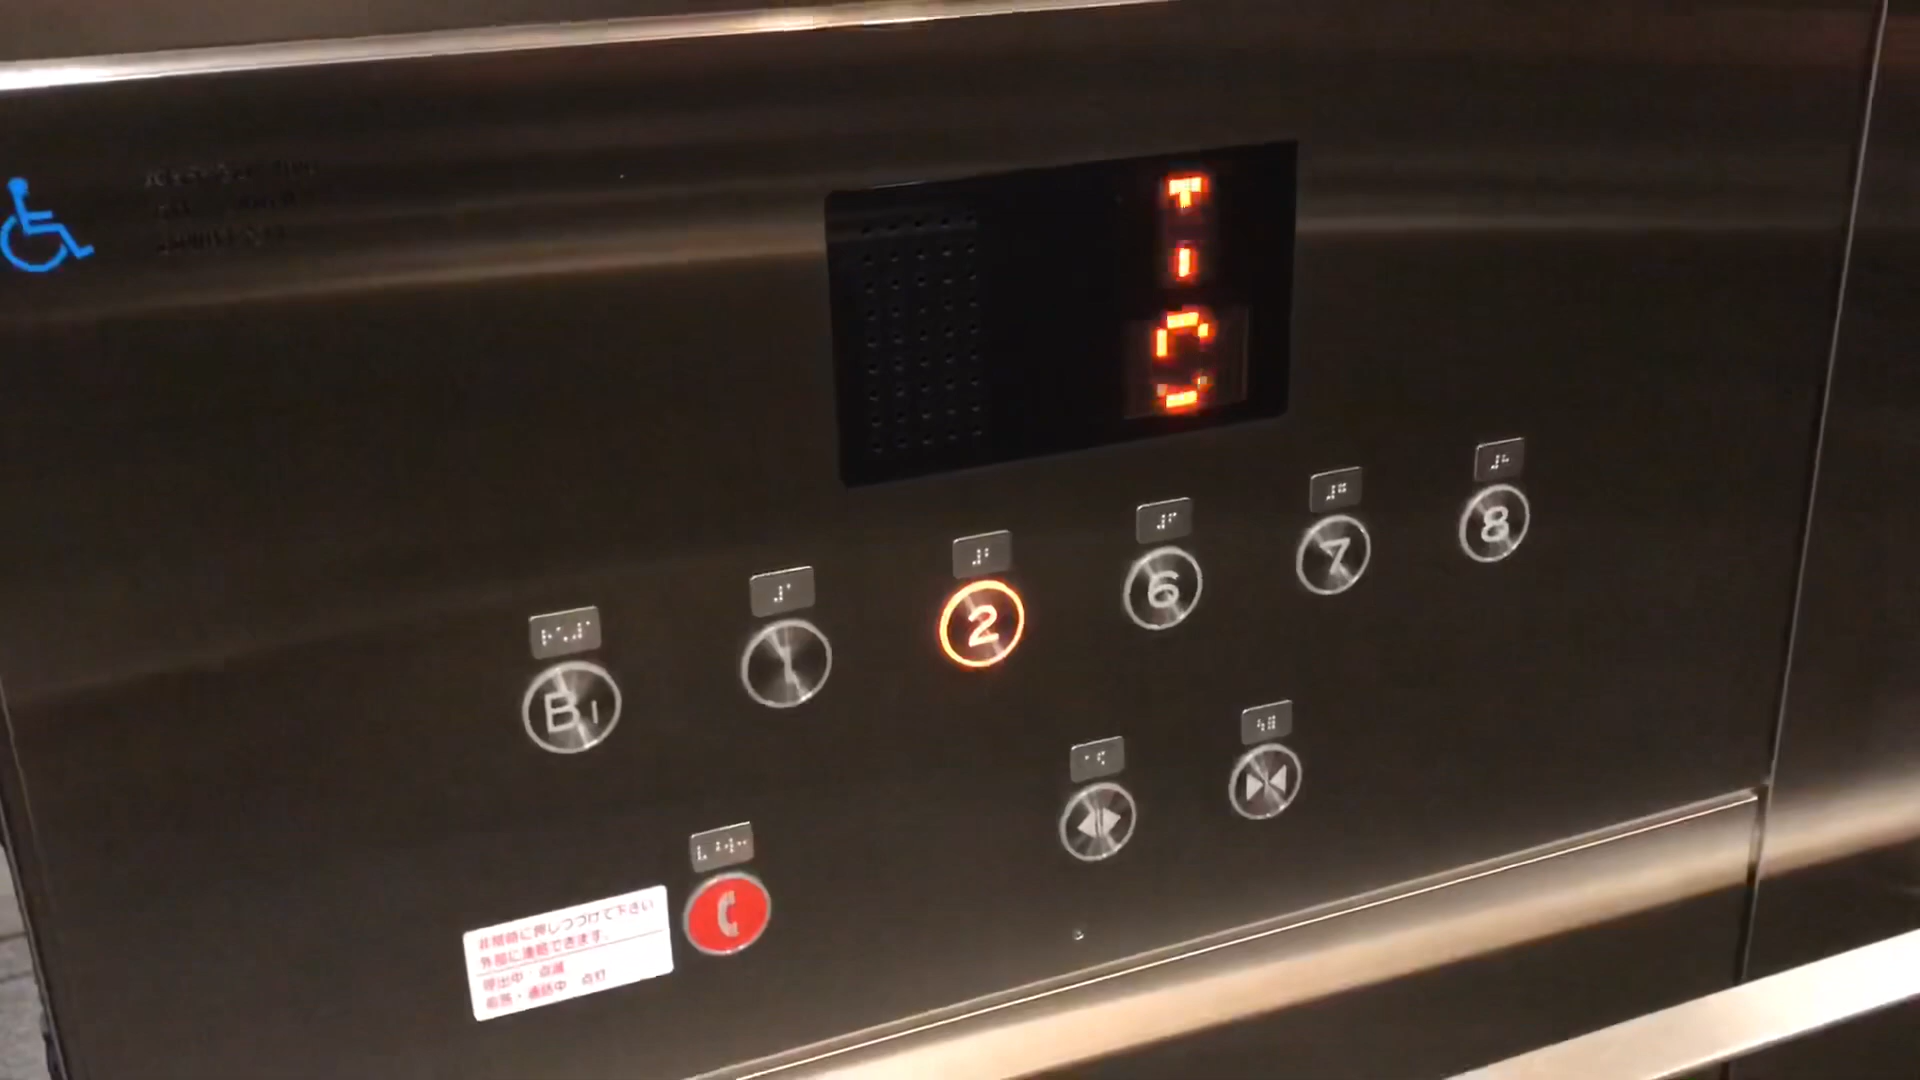 B1
1
2
6
7
8
非常時に押しつづけて下さい
外部に連絡できます。
呼出中・点滅
応答・通話中 点灯